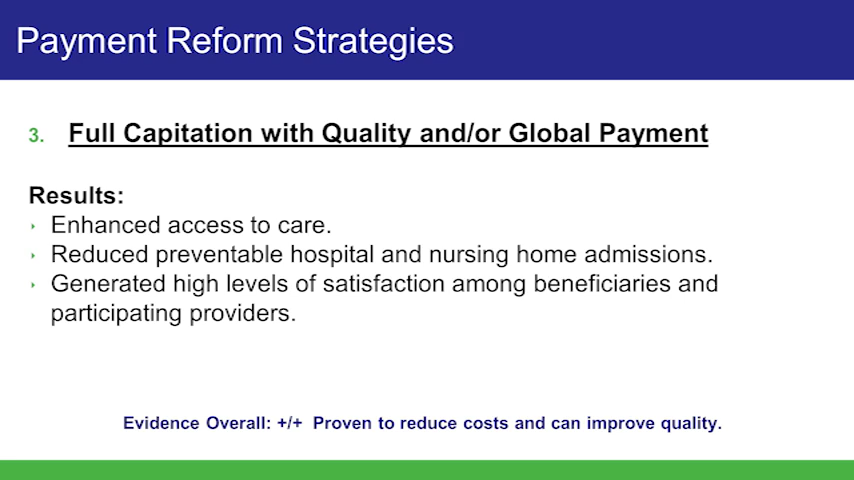 Payment Reform Strategies
3. Full Capitation with Quality and/or Global Payment
Results:
Enhanced access to care.
Reduced preventable hospital and nursing home admissions.
Generated high levels of satisfaction among beneficiaries and
participating providers.
Evidence Overall: +/+ Proven to reduce costs and can improve quality.